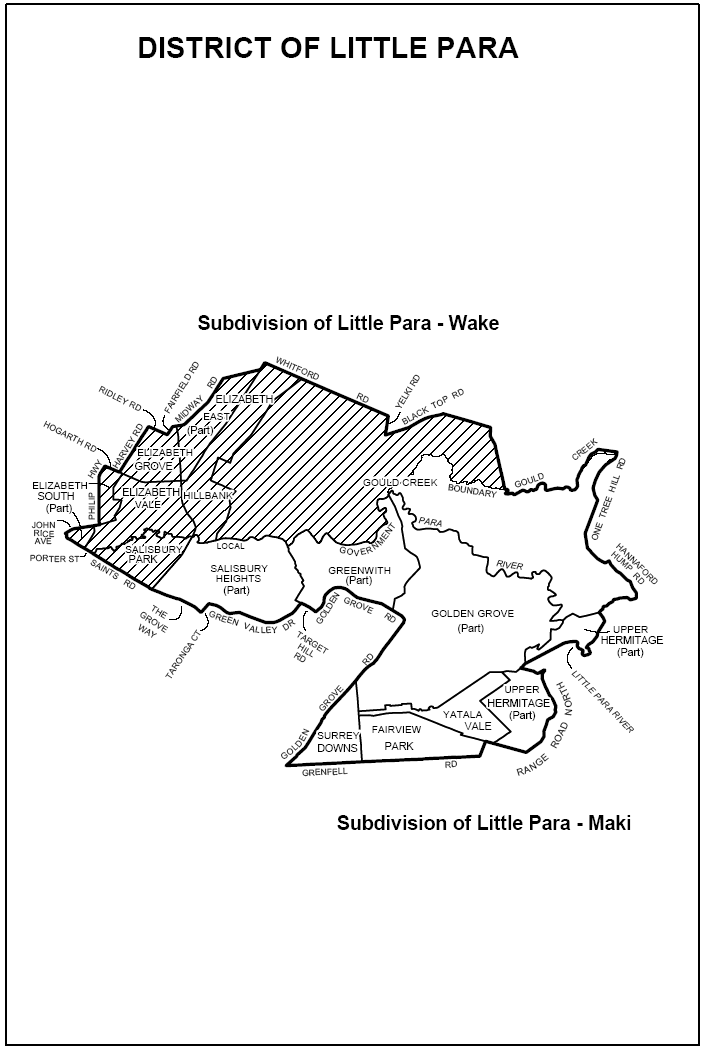 DISTRICT OF LITTLE PARA
Subdivision of Little Para - Wake
WHITFORD
RD
YELKI RD
BLACK TOP RD
FAIRFIELD RD
MIDWAY RD
RIDLEY RD
HARVEY RD
HOGARTH RD
PHILIP HWY
ELIZABETH
EAST
(Part)
ELIZABETH
GROVE
ELIZABETH
VALE
HILLBANK
ELIZABETH
SOUTH
(Part)
JOHN
RICE
AVE
PORTER ST
SAINTS RD
SALISBURY
PARK
LOCAL
GOVERNMENT
BOUNDARY
GOULD CREEK
GOULD
CREEK
ONE TREE HILL RD
HANNAFORD
HUMP RD
PARA
RIVER
SALISBURY
HEIGHTS
(Part)
GREENWITH
(Part)
GOLDEN GROVE
(Part)
THE
GROVE
WAY
TARONGA CT
GREEN VALLEY DR
TARGET
HILL
RD
GOLDEN
GROVE
RD
UPPER
HERMITAGE
(Part)
LITTLE PARA RIVER
GOLDEN
GROVE
RD
UPPER
HERMITAGE
(Part)
YATALA
VALE
FAIRVIEW
PARK
SURREY
DOWNS
RANGE ROAD NORTH
GRENFELL
RD
Subdivision of Little Para - Maki